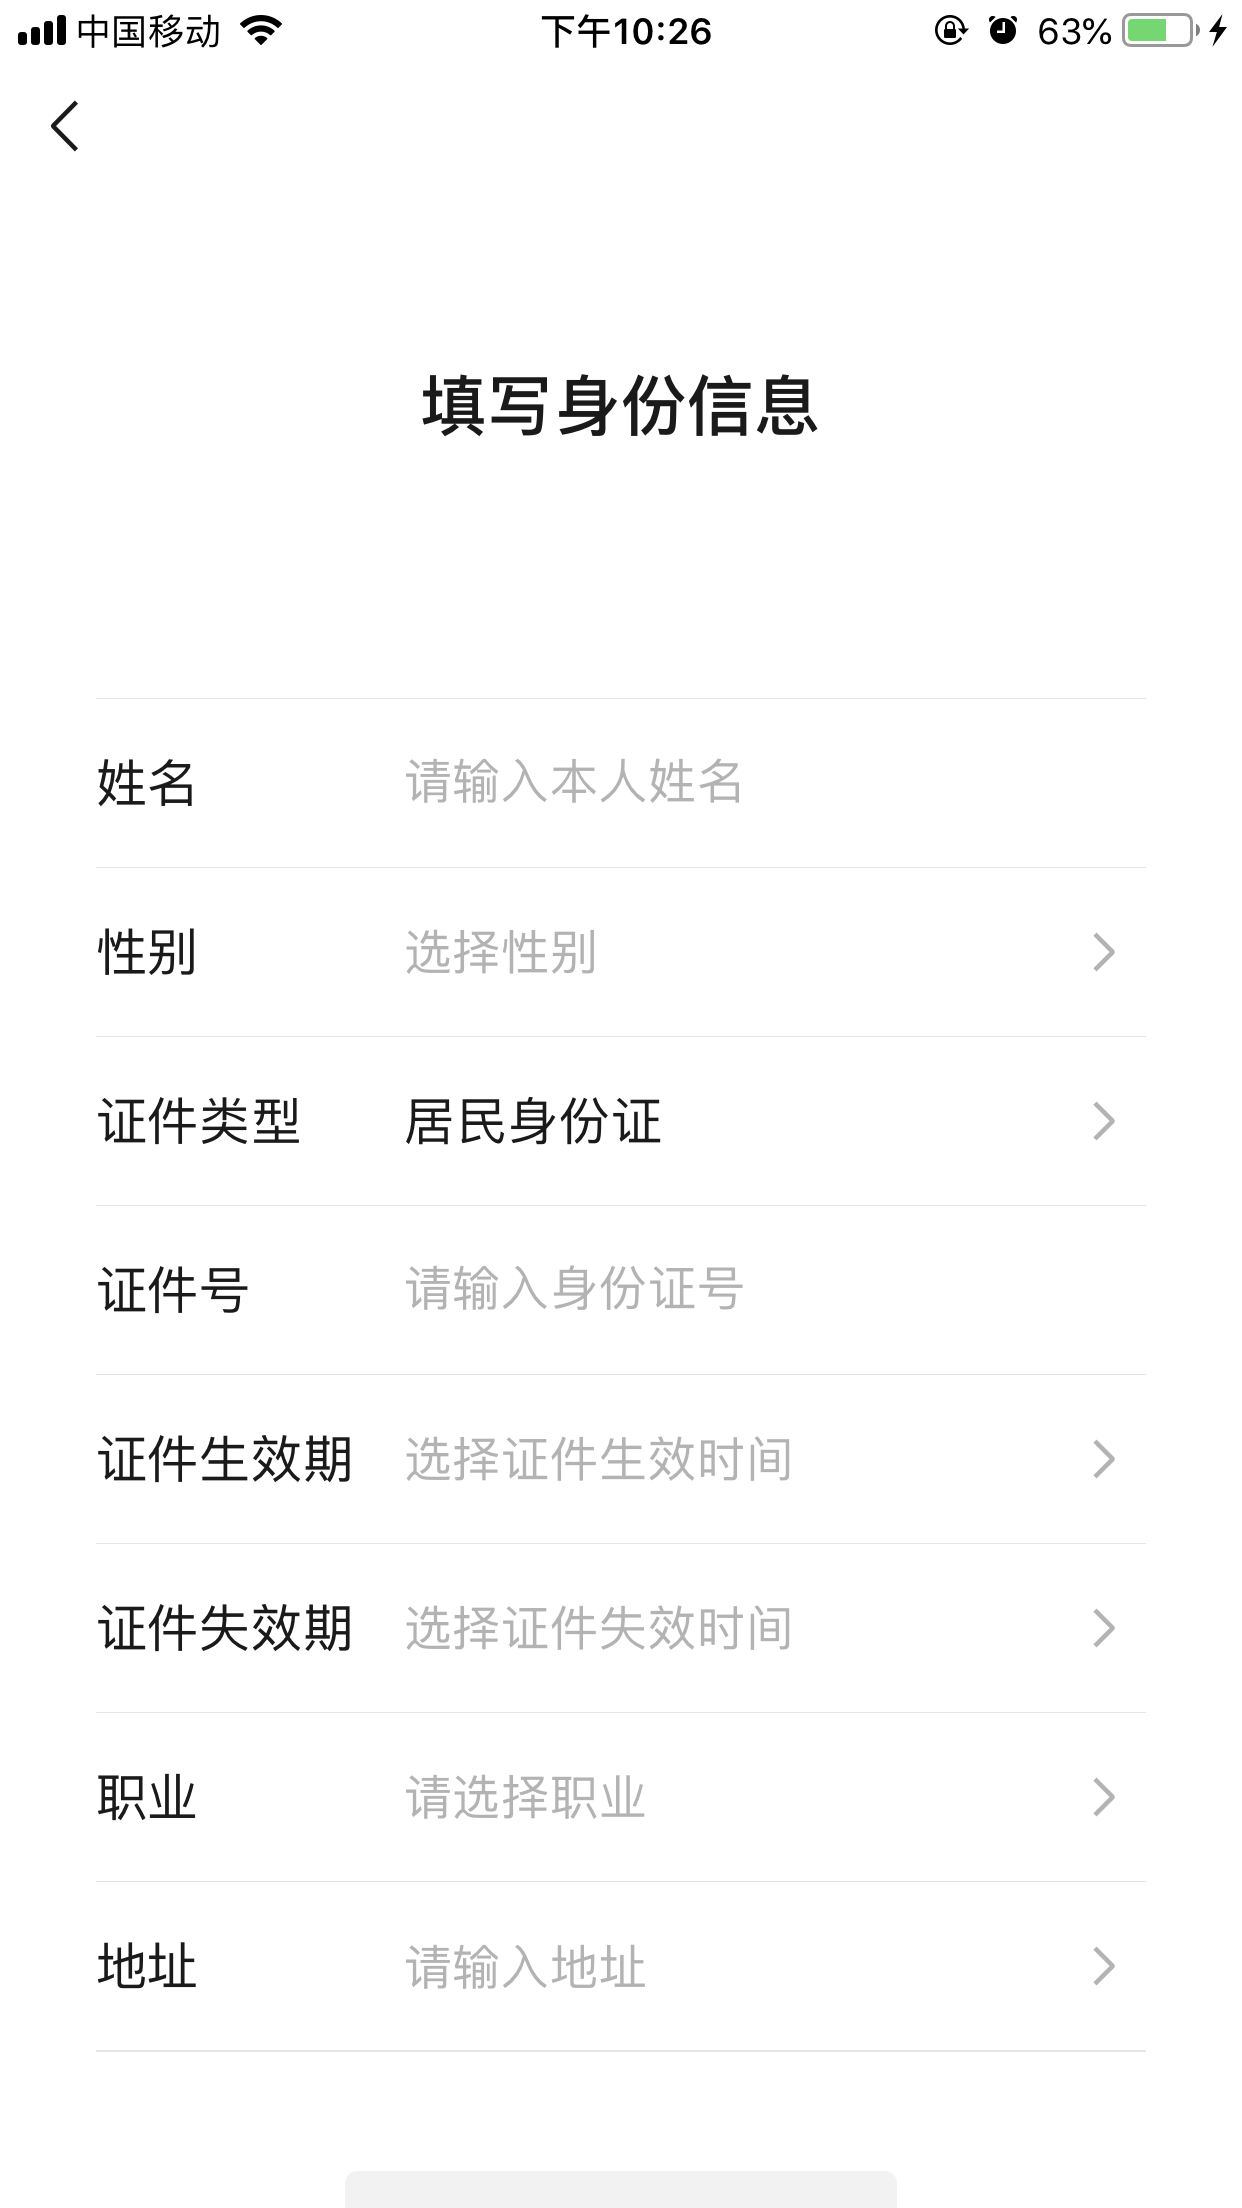 中国移动 下午10:26 63%
填写身份信息
姓名 请输入本人姓名
性别 选择性别
证件类型 居民身份证
证件号 请输入身份证号
证件生效期 选择证件生效时间
证件失效期 选择证件失效时间
职业 请选择职业
地址 请输入地址